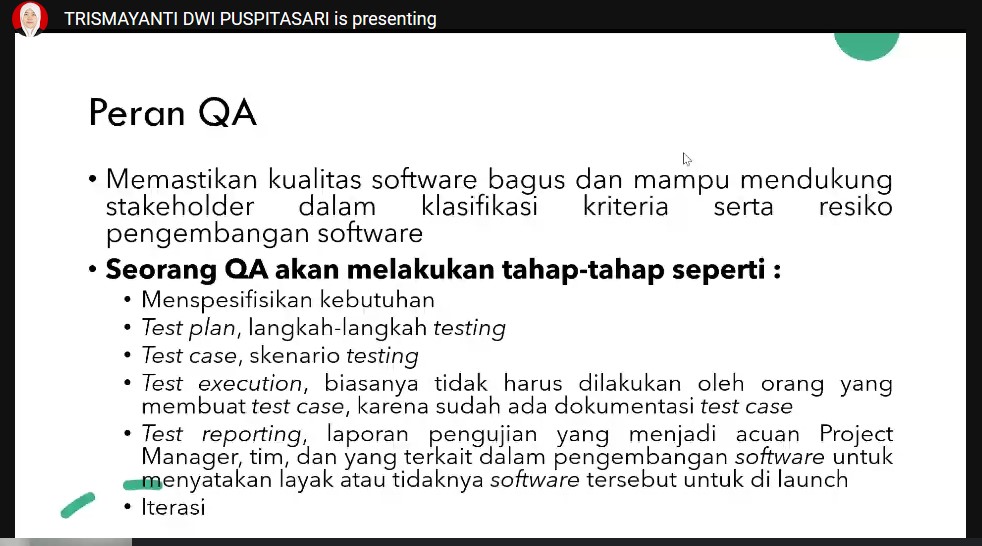 TRISMAYANTI DWI PUSPITASARI is presenting
Peran QA
• Memastikan kualitas software bagus dan mampu mendukung
stakeholder dalam klasifikasi kriteria serta resiko
pengembangan software
• Seorang QA akan melakukan tahap-tahap seperti :
• Menspesifisikan kebutuhan
• Test plan, langkah-langkah testing
• Test case, skenario testing
• Test execution, biasanya tidak harus dilakukan oleh orang yang
membuat test case, karena sudah ada dokumentasi test case
• Test reporting, laporan pengujian yang menjadi acuan Project
Manager, tim, dan yang terkait dalam pengembangan software untuk
menyatakan layak atau tidaknya software tersebut untuk di launch
• Iterasi